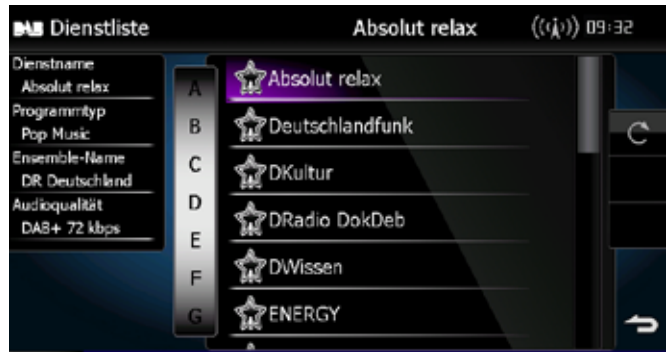 DAB Dienstliste
Absolut relax
09:32
Dienstname
Absolut relax
Programmtyp
Pop Music
Ensemble-Name
DR Deutschland
Audioqualität
DAB+ 72 kbps
A
B
C
D
E
F
G
Absolut relax
Deutschlandfunk
DKultur
DRadio DokDeb
DWissen
ENERGY